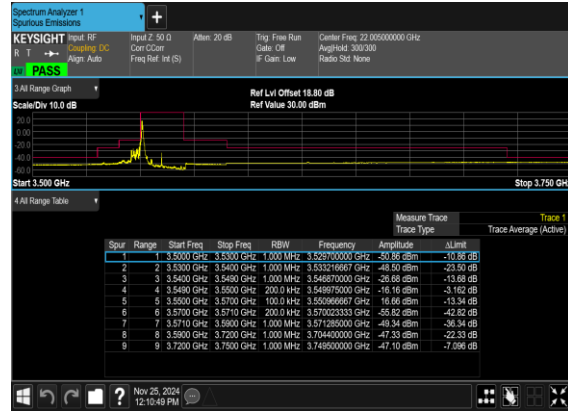 Spectrum Analyzer 1
Spurious Emissions
KEYSIGHT Input: RF Input Z: 50 Ω Atten: 20 dB Trig: Free Run Center Freq: 22.005000000 GHz
R T Coupling: DC Corr CCorr Gate: Off Avg|Hold: 300/300
Align: Auto Freq Ref: Int (S) IF Gain: Low Radio Std: None
PASS
3.All Range Graph
Ref Lvl Offset 18.80 dB
Scale/Div 10.0 dB Ref Value 30.00 dBm
20.0
0.00
-20.0
-40.0
-60.0
Start 3.500 GHz Stop 3.750 GHz
4.All Range Table
Measure Trace Trace 1
Trace Type Trace Average (Active)
Spur Range Start Freq Stop Freq RBW Frequency Amplitude ΔLimit
1 1 3.5000 GHz 3.5300 GHz 1.000 MHz 3.529700000 GHz -50.86 dBm -10.86 dB
2 2 3.5300 GHz 3.5400 GHz 1.000 MHz 3.533216667 GHz -48.50 dBm -23.50 dB
3 3 3.5400 GHz 3.5490 GHz 1.000 MHz 3.546870000 GHz -26.68 dBm -13.68 dB
4 4 3.5490 GHz 3.5500 GHz 200.0 kHz 3.549975000 GHz -16.16 dBm -3.162 dB
5 5 3.5500 GHz 3.5700 GHz 100.0 kHz 3.550966667 GHz 16.66 dBm -13.34 dB
6 6 3.5700 GHz 3.5710 GHz 200.0 kHz 3.570023333 GHz -55.82 dBm -42.82 dB
7 7 3.5710 GHz 3.5900 GHz 1.000 MHz 3.571285000 GHz -49.34 dBm -36.34 dB
8 8 3.5900 GHz 3.7200 GHz 1.000 MHz 3.704400000 GHz -47.33 dBm -22.33 dB
9 9 3.7200 GHz 3.7500 GHz 1.000 MHz 3.749500000 GHz -47.10 dBm -7.096 dB
Nov 25, 2024
12:10:49 PM